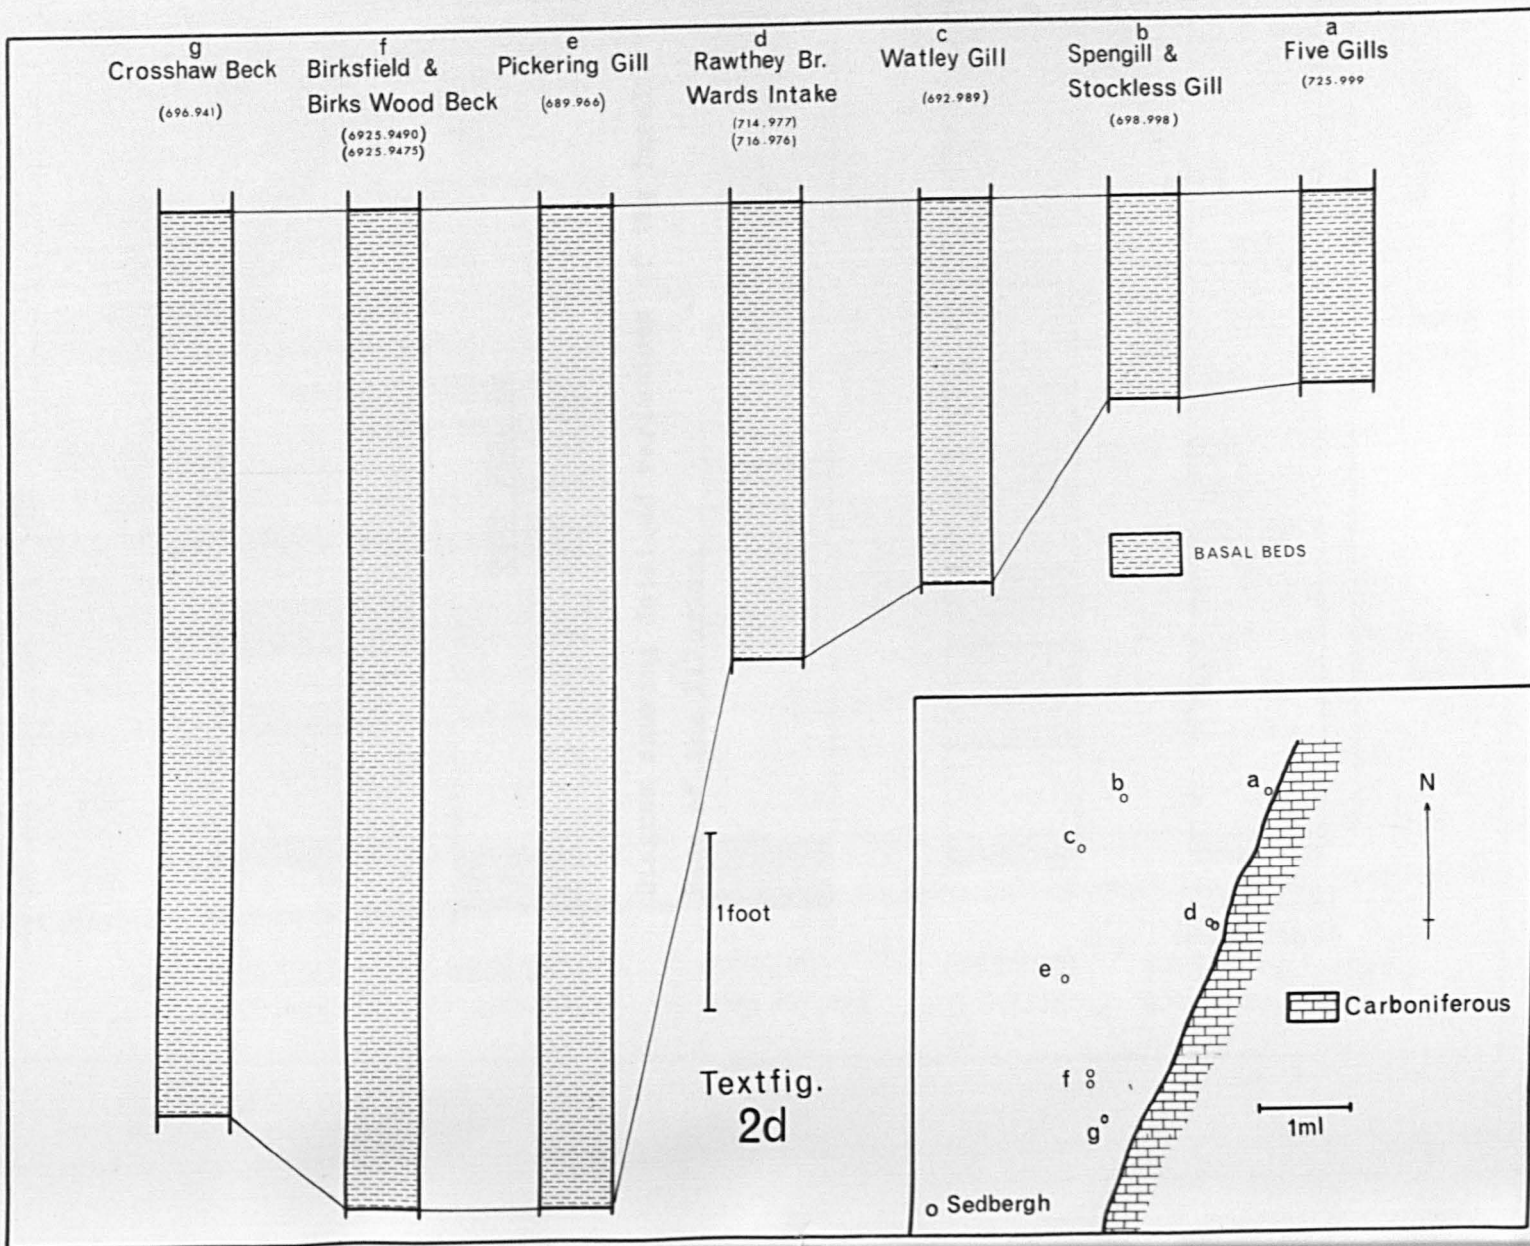 g
Crosshaw Beck
(696.941)
f
Birksfield &
Birks Wood Beck
(6925.9490)
(6925.9475)
e
Pickering Gill
(689.966)
d
Rawthey Br.
Wards Intake
(714.977)
(716.976)
c
Watley Gill
(692.989)
b
Spengill &
Stockless Gill
(698.998)
a
Five Gills
(725.999
BASAL BEDS
1 foot
Textfig.
2d
b
a
N
c
d
e
Carboniferous
f
g
1ml
Sedbergh